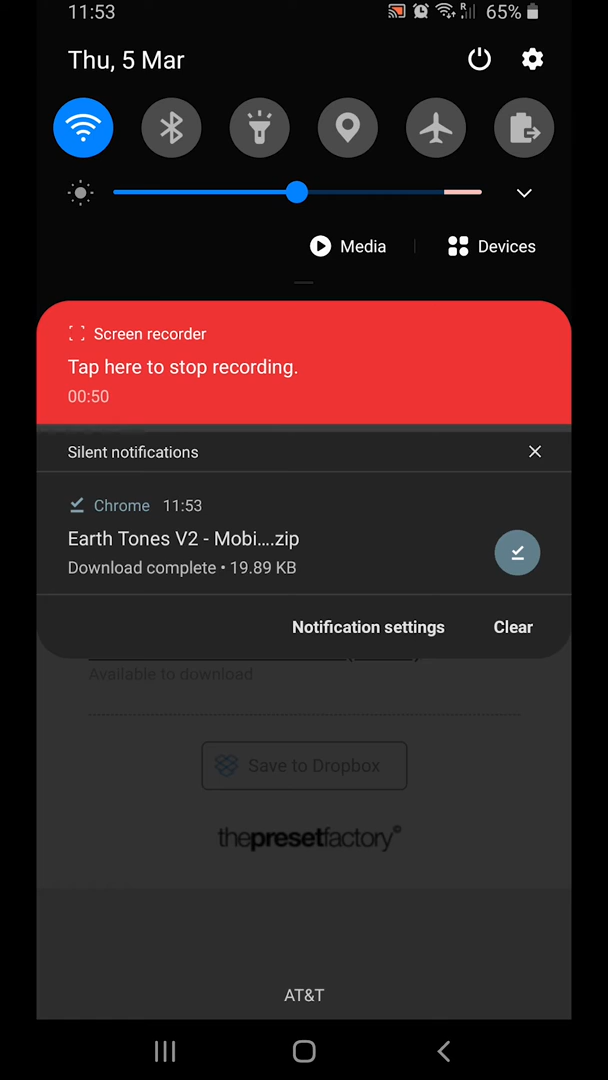 11:53
R
65%
Thu, 5 Mar
Media
Devices
Screen recorder
Tap here to stop recording.
00:50
Silent notifications
Chrome 11:53
Earth Tones V2 - Mobi….zip
Download complete • 19.89 KB
Notification settings
Clear
Available to download
Save to Dropbox
thepresetfactory©
AT&T